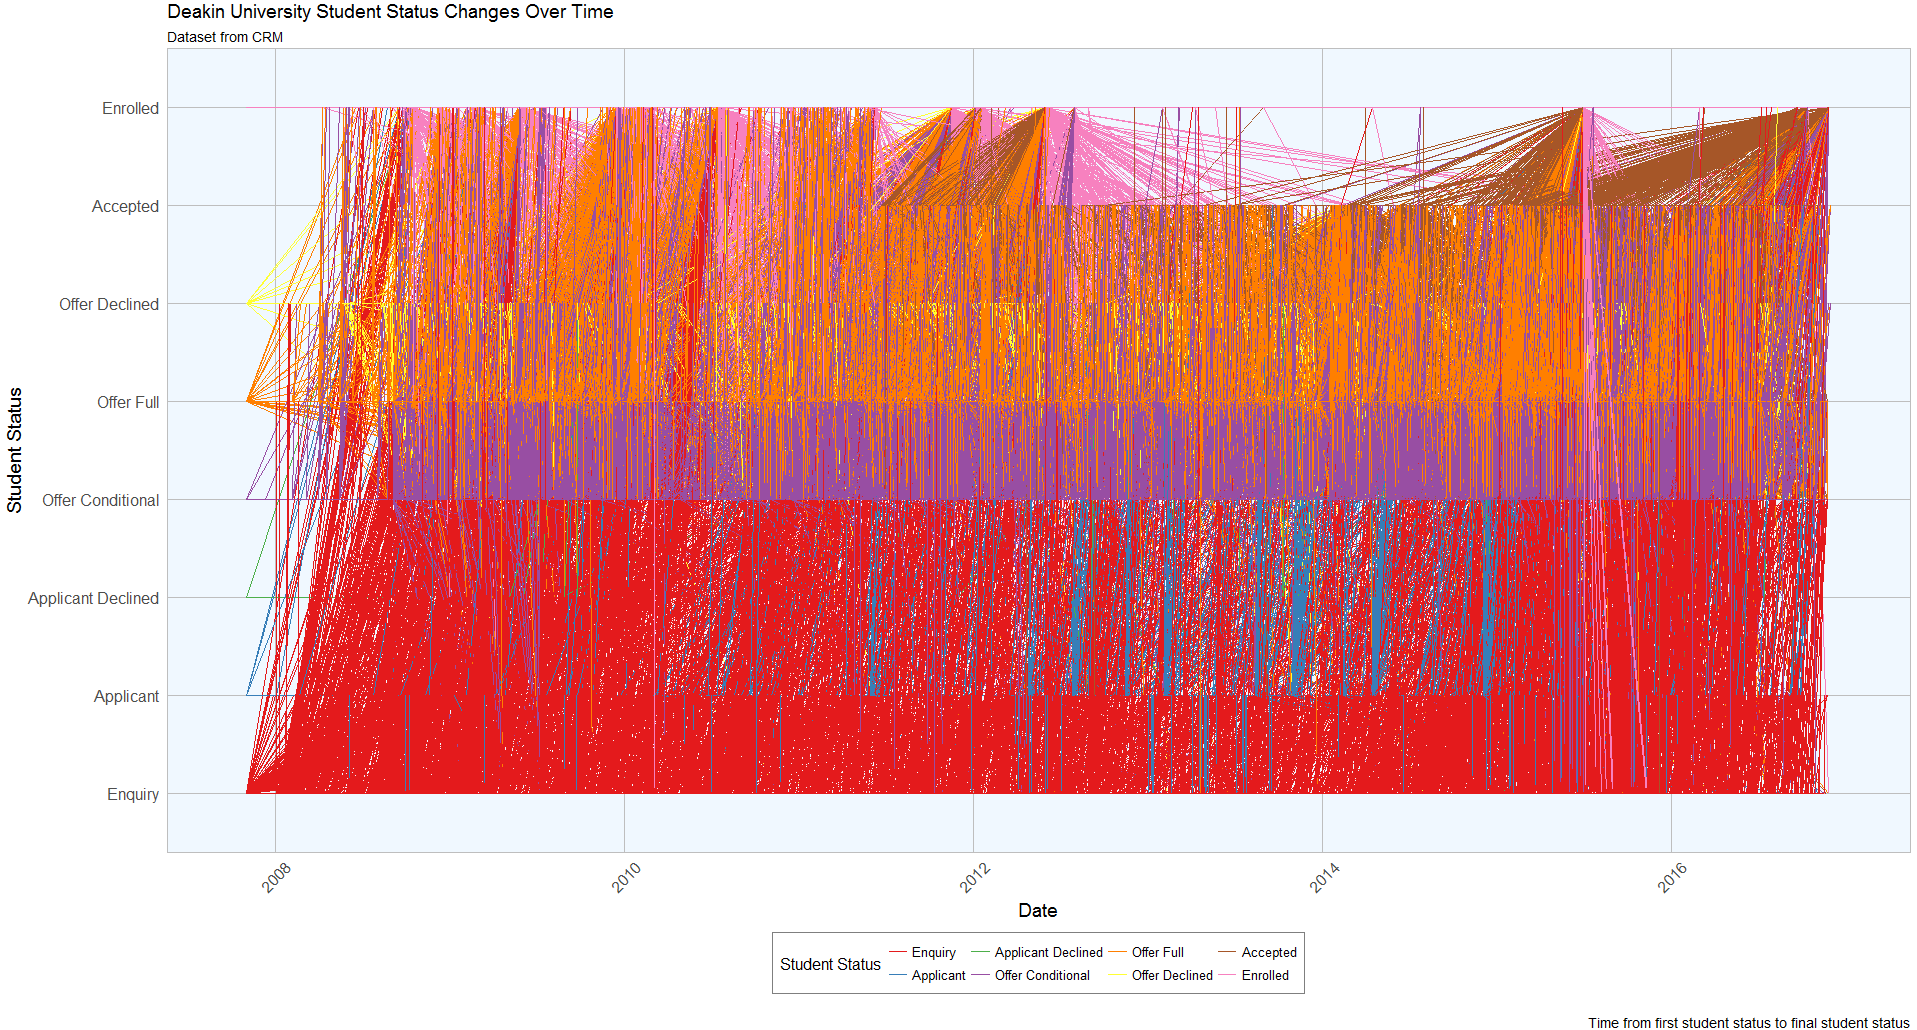 Deakin University Student Status Changes Over Time
Dataset from CRM
Student Status
Enrolled
Accepted
Offer Declined
Offer Full
Offer Conditional
Applicant Declined
Applicant
Enquiry
2008
2010
2012
2014
2016
Date
Student Status
Enquiry
Applicant Declined
Offer Full
Accepted
Applicant
Offer Conditional
Offer Declined
Enrolled
Time from first student status to final student status